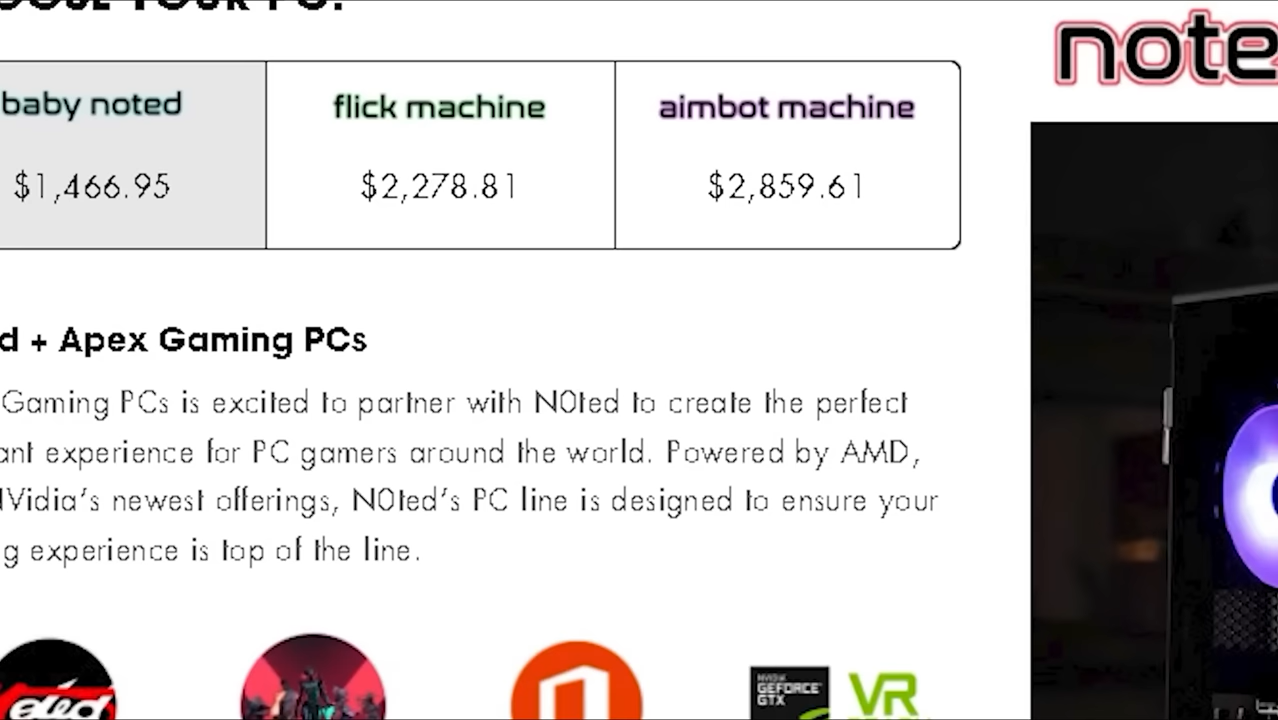 baby noted
flick machine
aimbot machine
$1,466.95
$2,278.81
$2,859.61
+ Apex Gaming PCs
Gaming PCs is excited to partner with N0ted to create the perfect
experience for PC gamers around the world. Powered by AMD,
newest offerings, N0ted's PC line is designed to ensure your
experience is top of the line.
NVIDIA
GEFORCE
GTX
VR